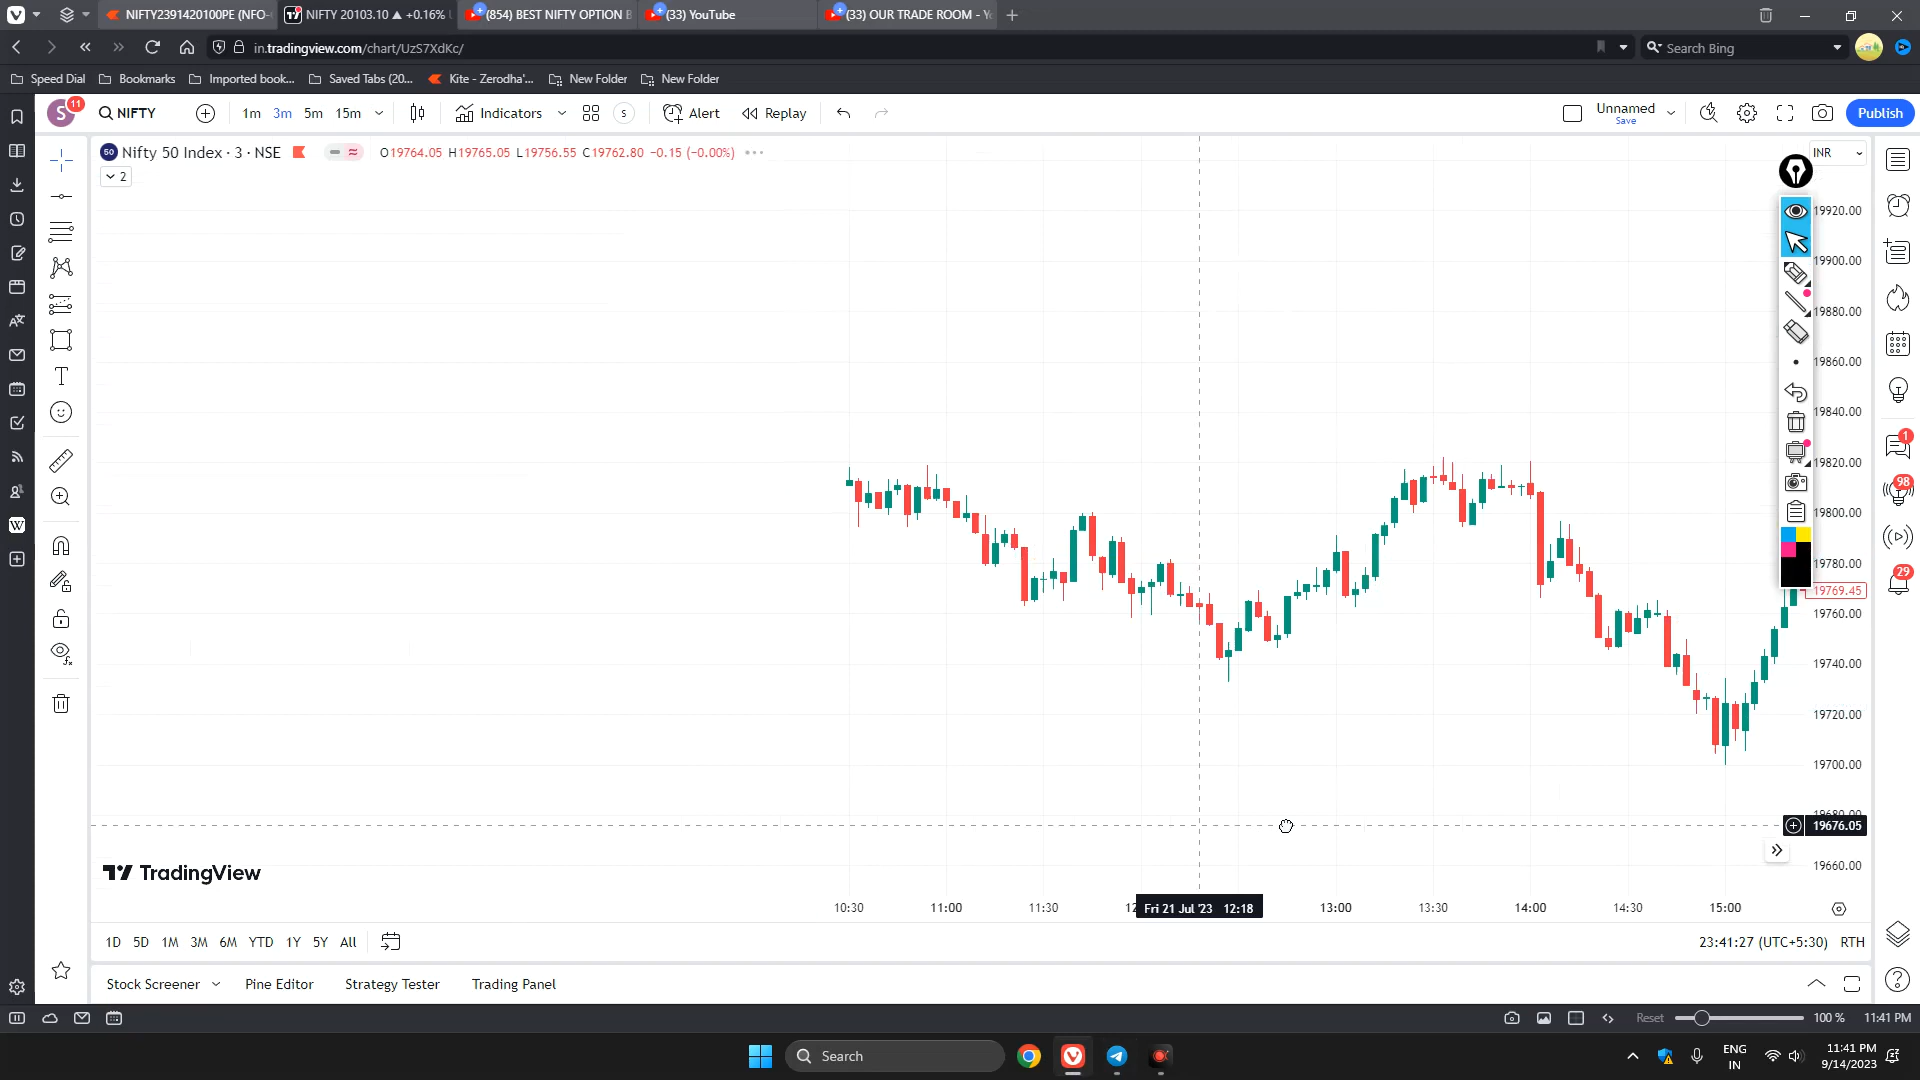 NIFTY2391420100PE (NFO-
NIFTY 20103.10 ▲ +0.16%
(854) BEST NIFTY OPTION B
(33) YouTube
(33) OUR TRADE ROOM - Y
in.tradingview.com/chart/UzS7XdKc/
Search Bing
Speed Dial
Bookmarks
Imported book...
Saved Tabs (20...
Kite - Zerodha'...
New Folder
New Folder
S
11
NIFTY
1m
3m
5m
15m
Indicators
S
Alert
Replay
Unnamed
Save
Publish
50
Nifty 50 Index · 3 · NSE
O19764.05 H19765.05 L19756.55 C19762.80 −0.15 (−0.00%)
INR
2
19920.00
19900.00
19880.00
19860.00
19840.00
19820.00
19800.00
19780.00
19769.45
19760.00
19740.00
19720.00
19700.00
19680.00
19676.05
19660.00
1
98
29
TradingView
10:30
11:00
11:30
Fri 21 Jul '23 12:18
13:00
13:30
14:00
14:30
15:00
1D
5D
1M
3M
6M
YTD
1Y
5Y
All
23:41:27 (UTC+5:30)
RTH
Stock Screener
Pine Editor
Strategy Tester
Trading Panel
Reset
100 %
11:41 PM
Search
ENG
IN
11:41 PM
9/14/2023